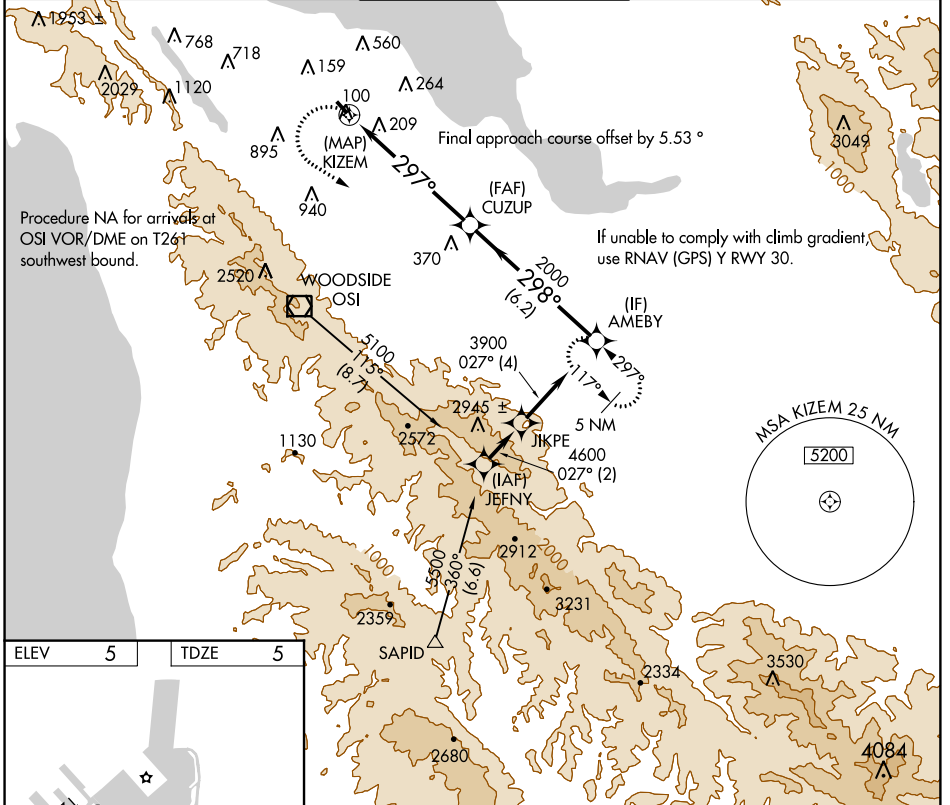 1953 ±
768
718
560
159
2029
1120
264
100
209
895
(MAP)
KIZEM
Final approach course offset by 5.53 °
3049
1000
297°
940
(FAF)
CUZUP
Procedure NA for arrivals at
OSI VOR/DME on T261
southwest bound.
370
If unable to comply with climb gradient,
use RNAV (GPS) Y RWY 30.
2520
WOODSIDE
OSI
2000
298°
(6.2)
(IF)
AMEBY
5100
115°
(8.7)
3900
027° (4)
297°
117°
5 NM
2945 ±
2572
JIKPE
MSA KIZEM 25 NM
5200
1130
4600
027° (2)
(IAF)
JEFNY
1000
2912
2000
5500
360°
(6.6)
3231
2359
SAPID
ELEV 5
TDZE 5
2334
3530
2680
4084